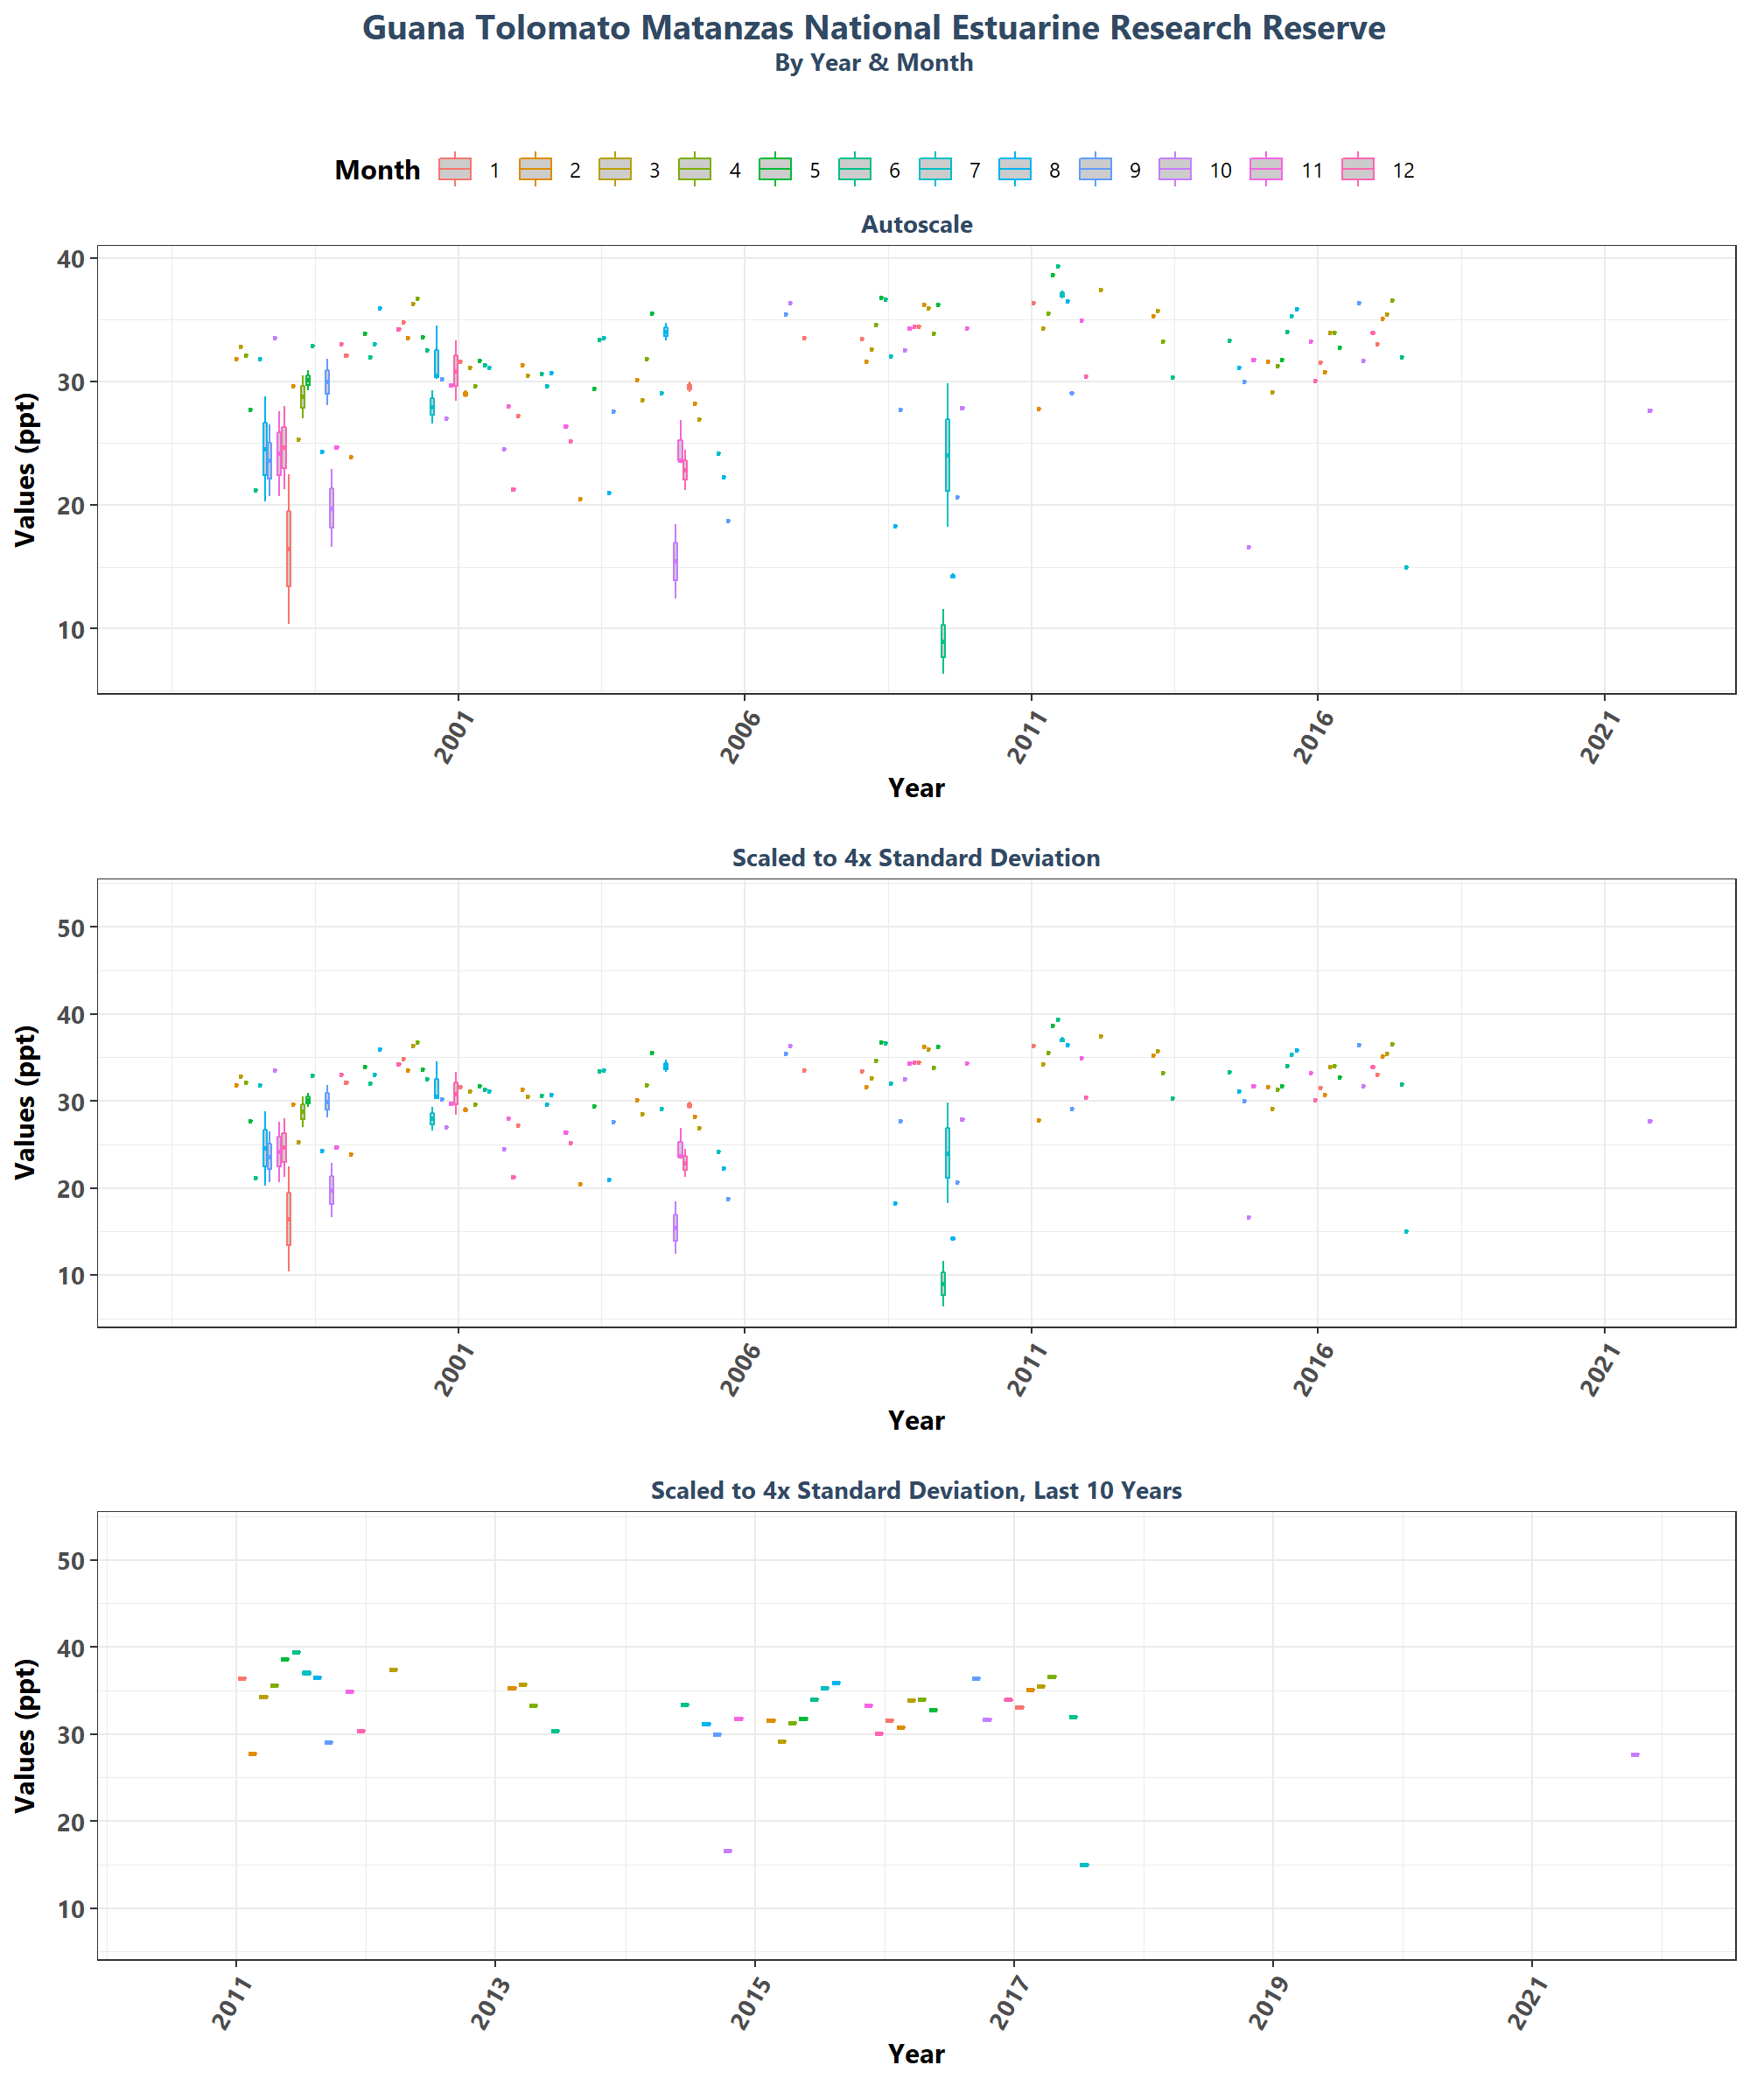 Guana Tolomato Matanzas National Estuarine Research Reserve
By Year & Month
Month 1 2 3 4 5 6 7 8 9 10 11 12
Autoscale
Values (ppt)
40
30
20
10
2001 2006 2011 2016 2021
Year
Scaled to 4x Standard Deviation
Values (ppt)
50
40
30
20
10
2001 2006 2011 2016 2021
Year
Scaled to 4x Standard Deviation, Last 10 Years
Values (ppt)
50
40
30
20
10
2011 2013 2015 2017 2019 2021
Year